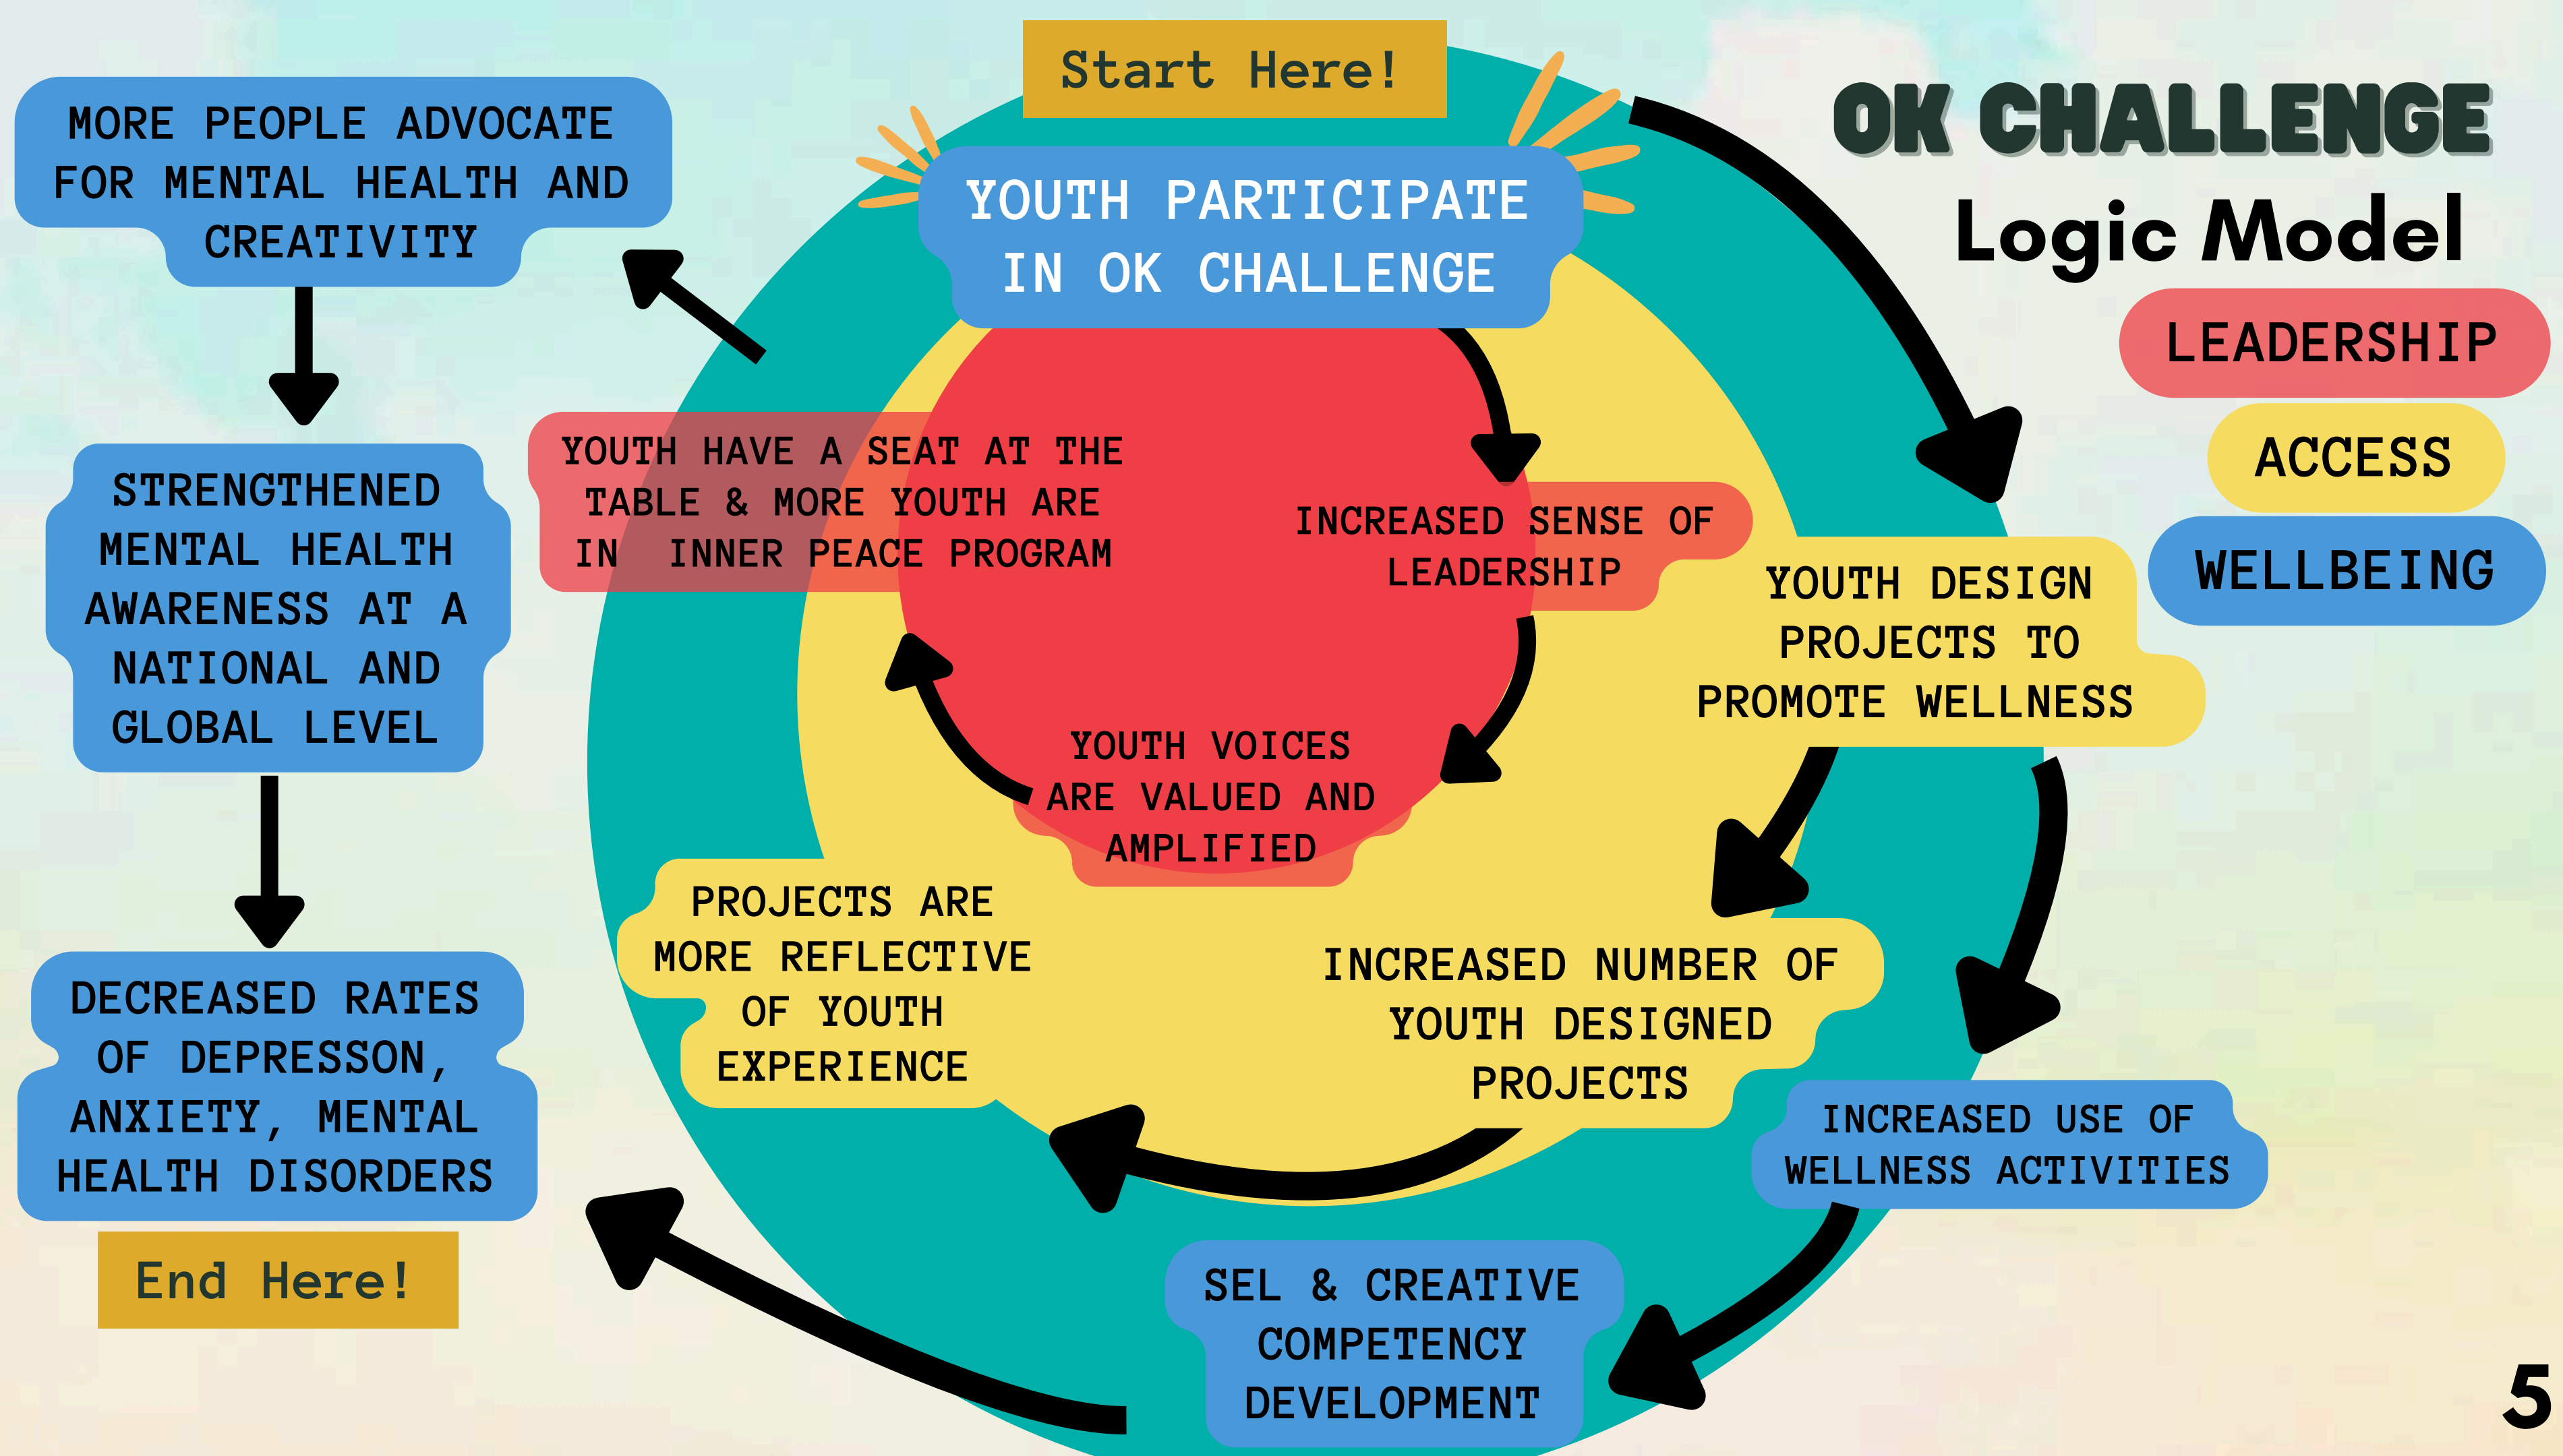 Start Here!
OK CHALLENGE
Logic Model
LEADERSHIP
ACCESS
WELLBEING
YOUTH PARTICIPATE
IN OK CHALLENGE
INCREASED SENSE OF
LEADERSHIP
YOUTH VOICES
ARE VALUED AND
AMPLIFIED
YOUTH HAVE A SEAT AT THE
TABLE & MORE YOUTH ARE
IN INNER PEACE PROGRAM
YOUTH DESIGN
PROJECTS TO
PROMOTE WELLNESS
INCREASED NUMBER OF
YOUTH DESIGNED
PROJECTS
PROJECTS ARE
MORE REFLECTIVE
OF YOUTH
EXPERIENCE
INCREASED USE OF
WELLNESS ACTIVITIES
SEL & CREATIVE
COMPETENCY
DEVELOPMENT
MORE PEOPLE ADVOCATE
FOR MENTAL HEALTH AND
CREATIVITY
STRENGTHENED
MENTAL HEALTH
AWARENESS AT A
NATIONAL AND
GLOBAL LEVEL
DECREASED RATES
OF DEPRESSON,
ANXIETY, MENTAL
HEALTH DISORDERS
End Here!
5